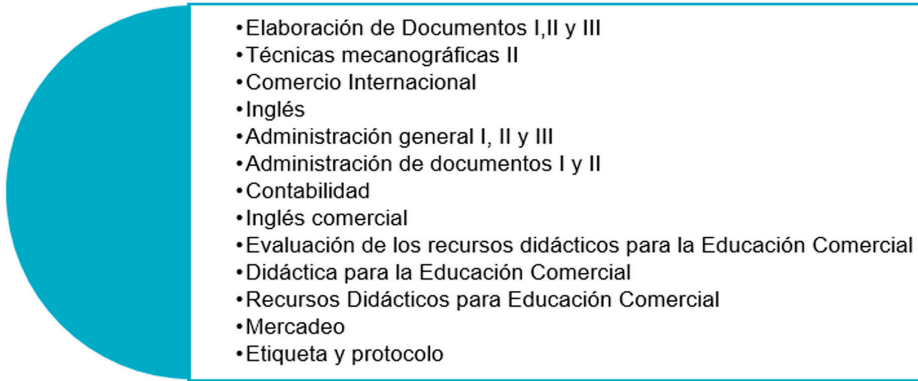 •Elaboración de Documentos I,II y III
•Técnicas mecanográficas II
•Comercio Internacional
•Inglés
•Administración general I, II y III
•Administración de documentos I y II
•Contabilidad
•Inglés comercial
•Evaluación de los recursos didácticos para la Educación Comercial
•Didáctica para la Educación Comercial
•Recursos Didácticos para Educación Comercial
•Mercadeo
•Etiqueta y protocolo